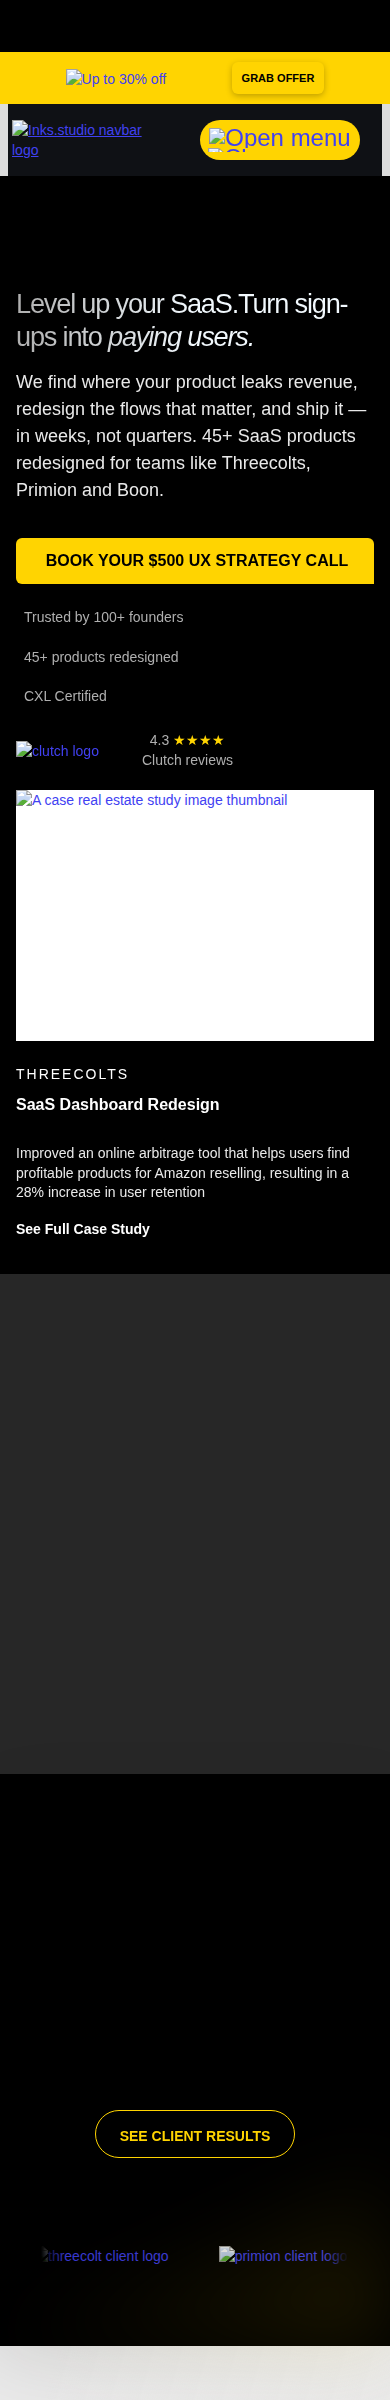 Up to 30% off
GRAB OFFER
Inks.studio navbar
logo
Open menu
Level up your SaaS.Turn sign-
ups into paying users.
We find where your product leaks revenue,
redesign the flows that matter, and ship it —
in weeks, not quarters. 45+ SaaS products
redesigned for teams like Threecolts,
Primion and Boon.
BOOK YOUR $500 UX STRATEGY CALL
Trusted by 100+ founders
45+ products redesigned
CXL Certified
clutch logo
4.3 ★★★★
Clutch reviews
A case real estate study image thumbnail
THREECOLTS
SaaS Dashboard Redesign
Improved an online arbitrage tool that helps users find
profitable products for Amazon reselling, resulting in a
28% increase in user retention
See Full Case Study
SEE CLIENT RESULTS
threecolt client logo
primion client logo